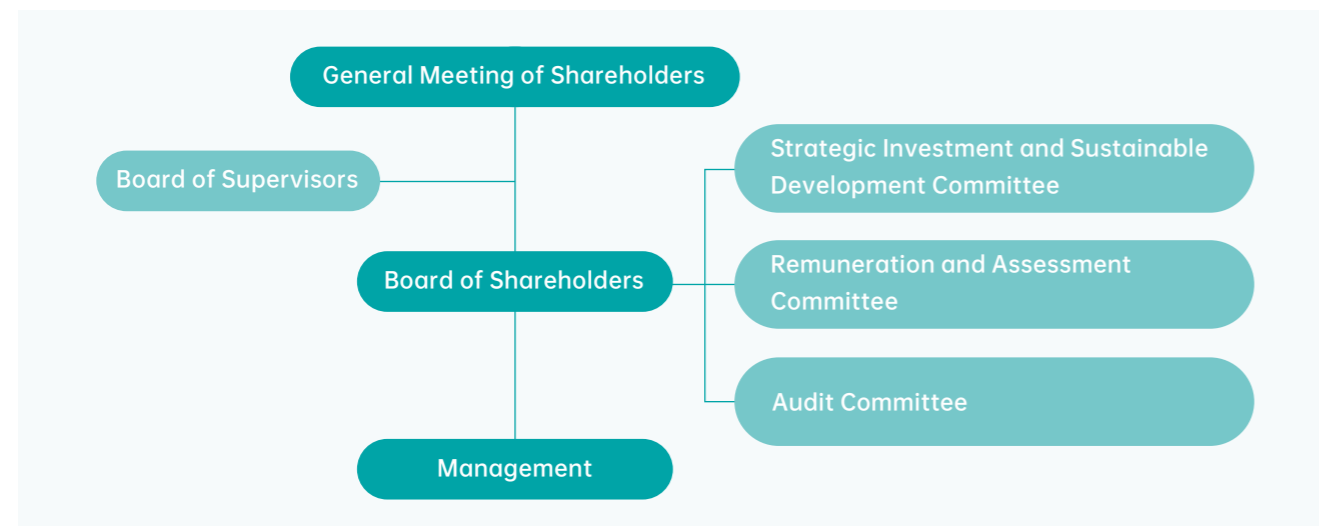 General Meeting of Shareholders
Board of Supervisors
Strategic Investment and Sustainable
Development Committee
Board of Shareholders
Remuneration and Assessment
Committee
Audit Committee
Management